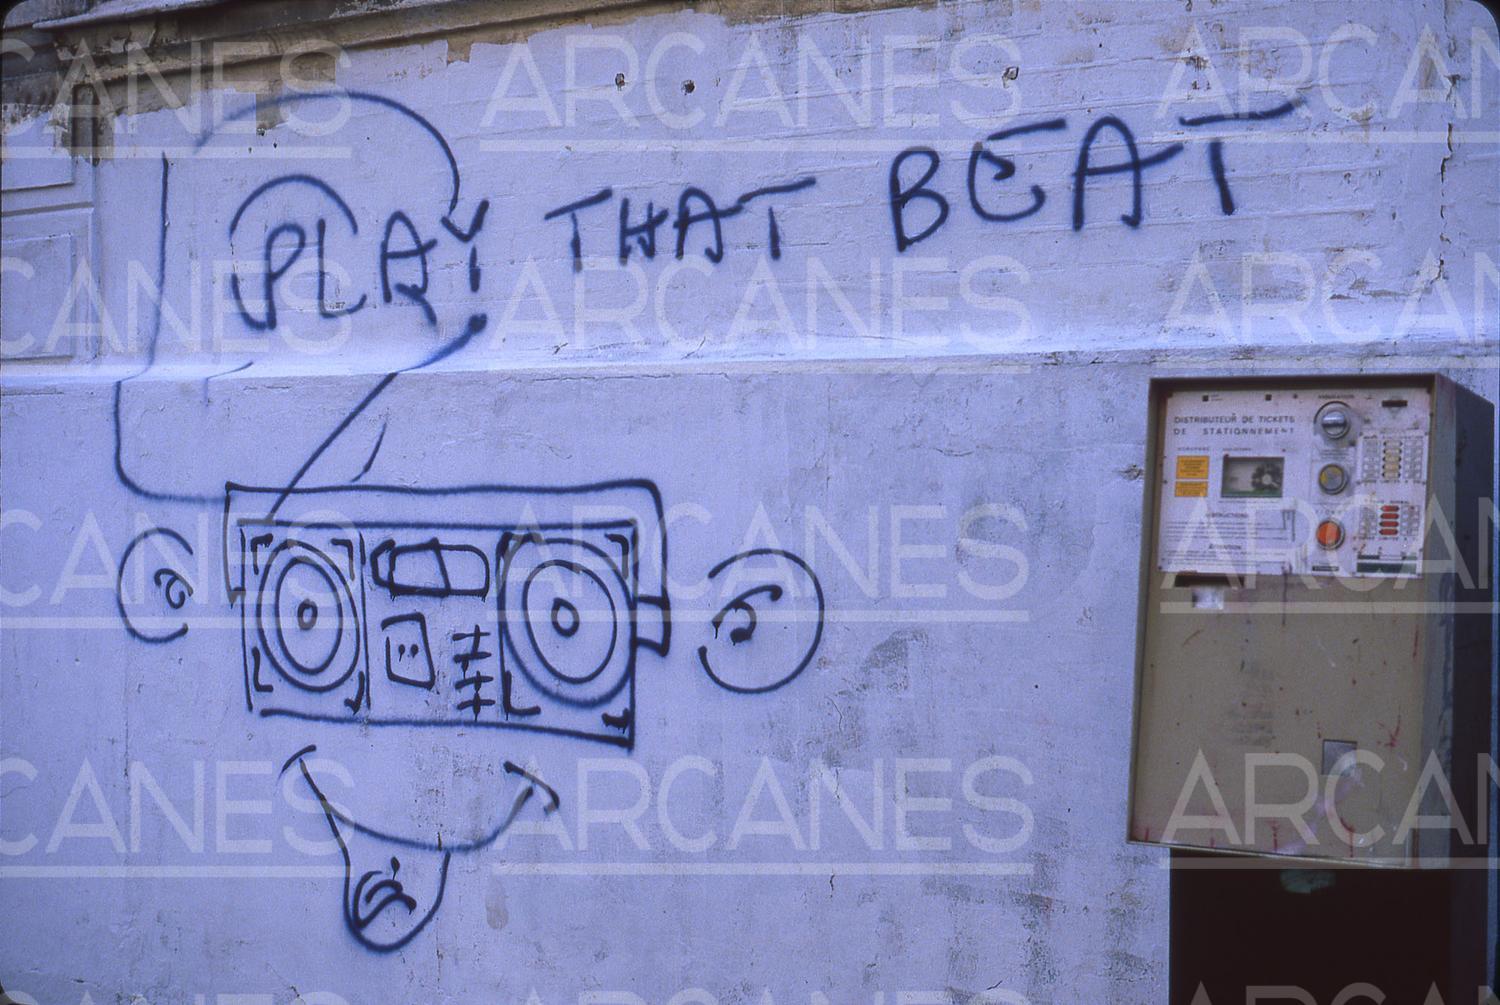 PLAY THAT BEAT
DISTRIBUTEUR DE TICKETS
DE STATIONNEMENT
ARCANES